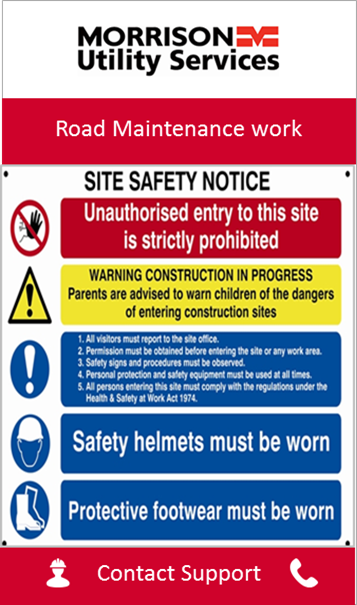 MORRISON
Utility Services
Road Maintenance work
SITE SAFETY NOTICE
Unauthorised entry to this site
is strictly prohibited
WARNING CONSTRUCTION IN PROGRESS
Parents are advised to warn children of the dangers
of entering construction sites
1. All visitors must report to the site office.
2. Permission must be obtained before entering the site or any work area.
3. Safety signs and procedures must be observed.
4. Personal protection and safety equipment must be used at all times.
5. All persons entering this site must comply with the regulations under the
Health & Safety at Work Act 1974.
Safety helmets must be worn
Protective footwear must be worn
Contact Support